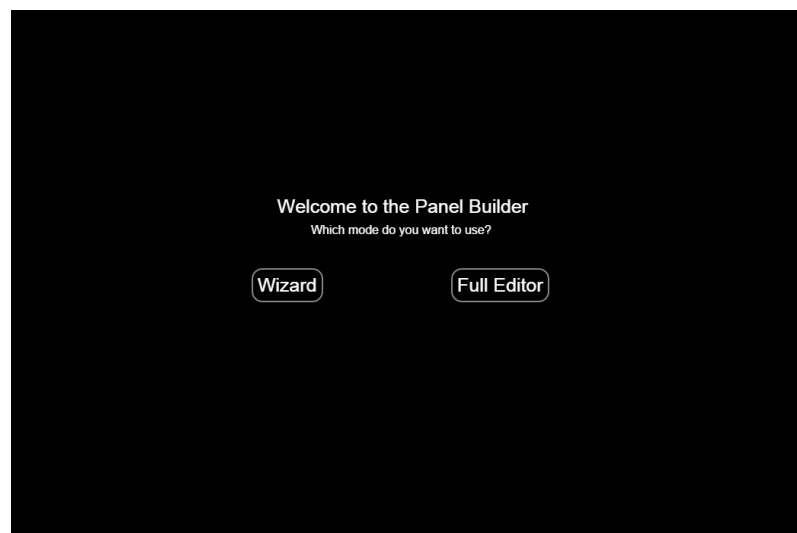 Welcome to the Panel Builder
Which mode do you want to use?
Wizard Full Editor